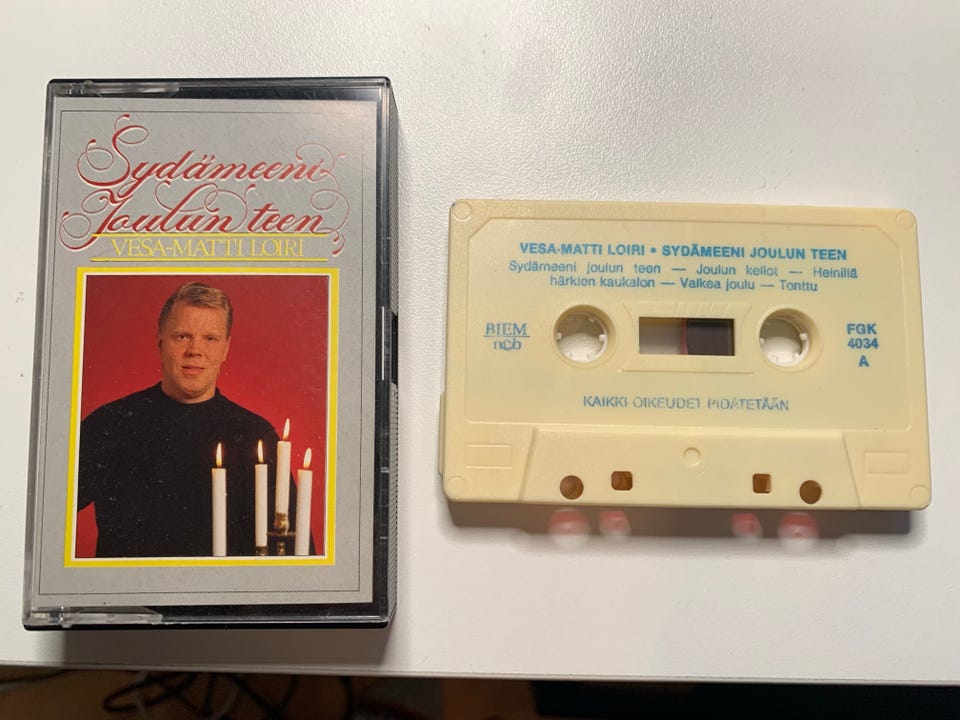 Sydämeeni
Joulun teen
VESA-MATTI LOIRI
VESA-MATTI LOIRI • SYDÄMEENI JOULUN TEEN
Sydämeeni joulun teen — Joulun kellot — Heinillä
härkien kaukalon — Valkea joulu — Tonttu
BIEM
ncb
FGK
4034
A
KAIKKI OIKEUDET PIDÄTETÄÄN